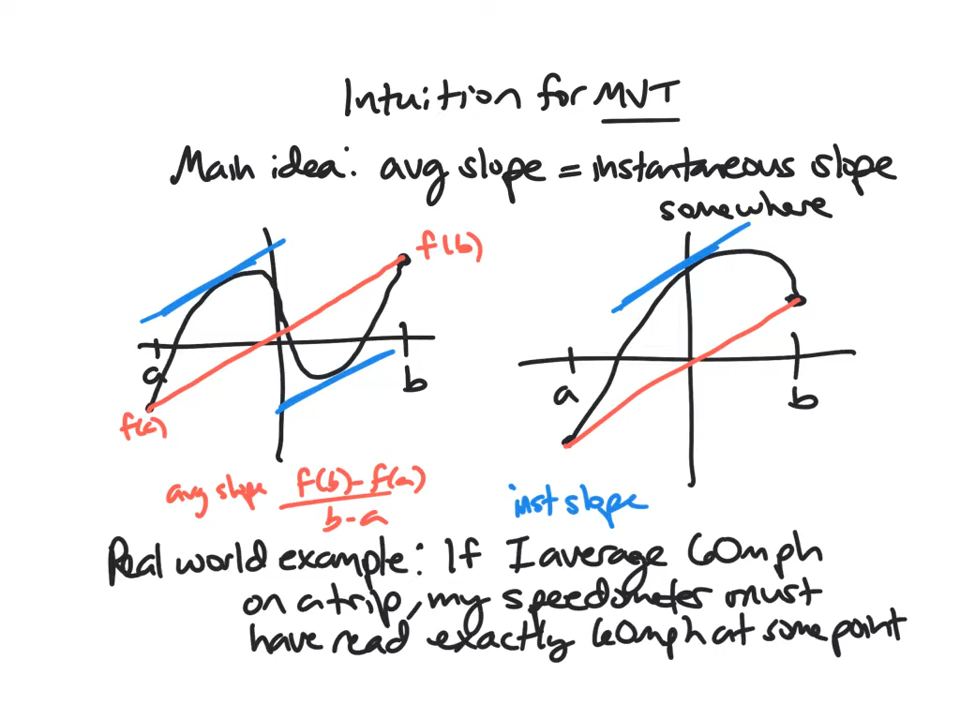 Intuition for MVT
Main idea: avg slope = instantaneous slope
somewhere
f(b)
a
b
f(a)
a
b
avg slope f(b)-f(a)
b-a
inst slope
Real world example: If I average 60mph
on a trip, my speedometer must
have read exactly 60mph at some point